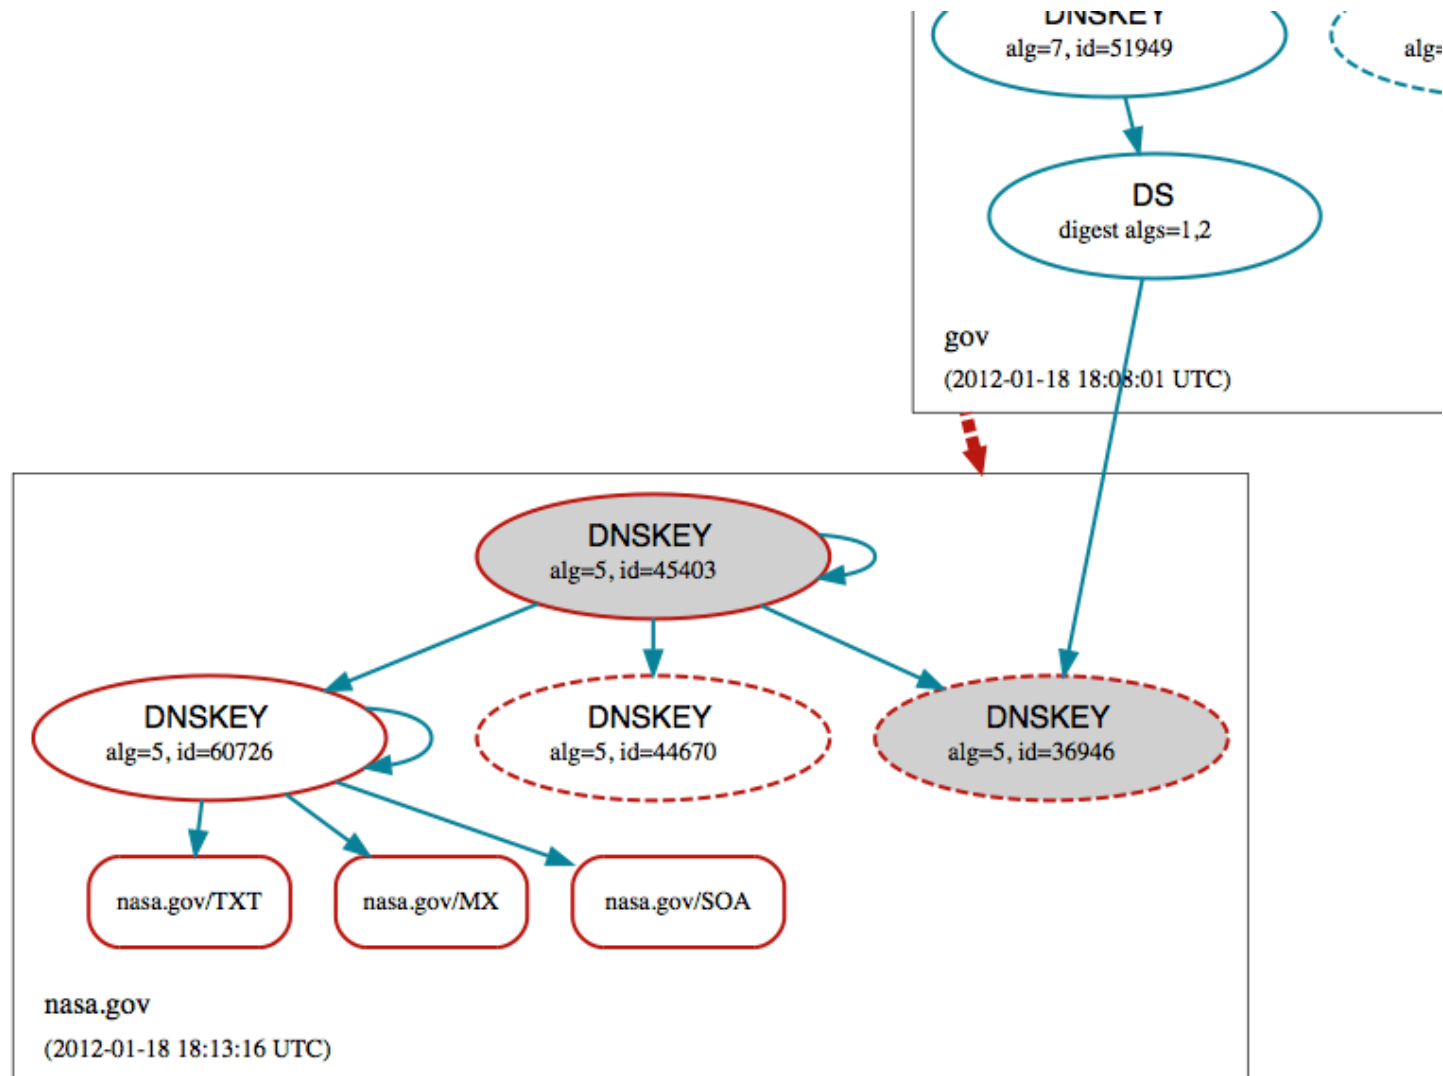 DNSKEY
alg=7, id=51949
alg=
DS
digest algs=1,2
gov
(2012-01-18 18:08:01 UTC)
DNSKEY
alg=5, id=45403
DNSKEY
alg=5, id=60726
DNSKEY
alg=5, id=44670
DNSKEY
alg=5, id=36946
nasa.gov/TXT
nasa.gov/MX
nasa.gov/SOA
nasa.gov
(2012-01-18 18:13:16 UTC)